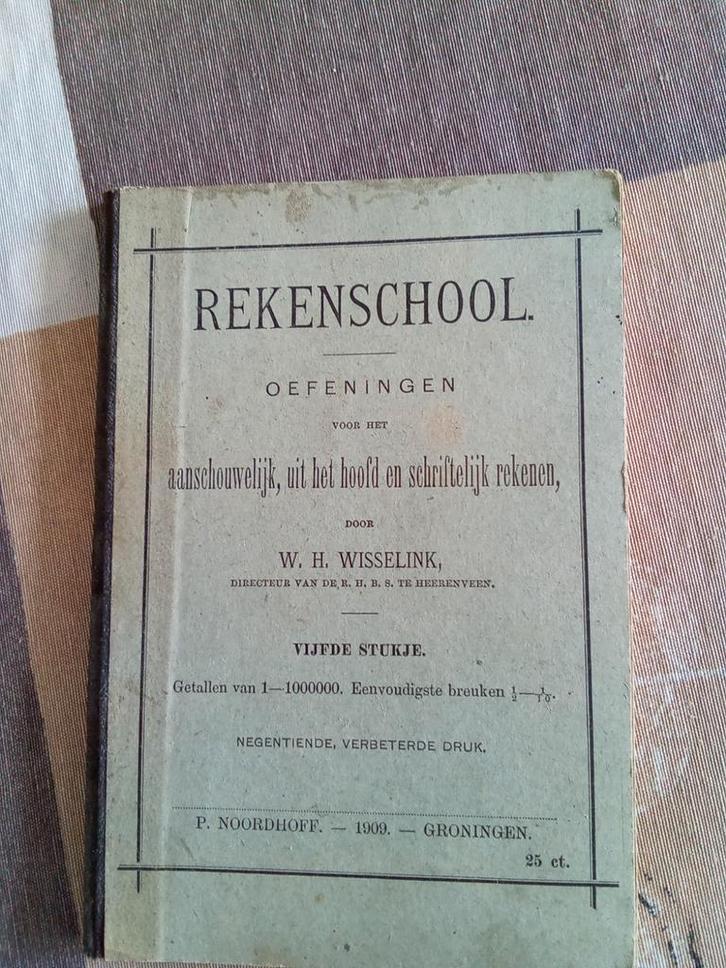 REKENSCHOOL.
OEFENINGEN
VOOR HET
aanschouwelijk, uit het hoofd en schriftelijk rekenen,
DOOR
W. H. WISSELINK,
DIRECTEUR VAN DE R. H. B. S. TE HEERENVEEN.
VIJFDE STUKJE.
Getallen van 1—1000000. Eenvoudigste breuken 1/2—1/10.
NEGENTIENDE, VERBETERDE DRUK.
P. NOORDHOFF. — 1909. — GRONINGEN.
25 ct.